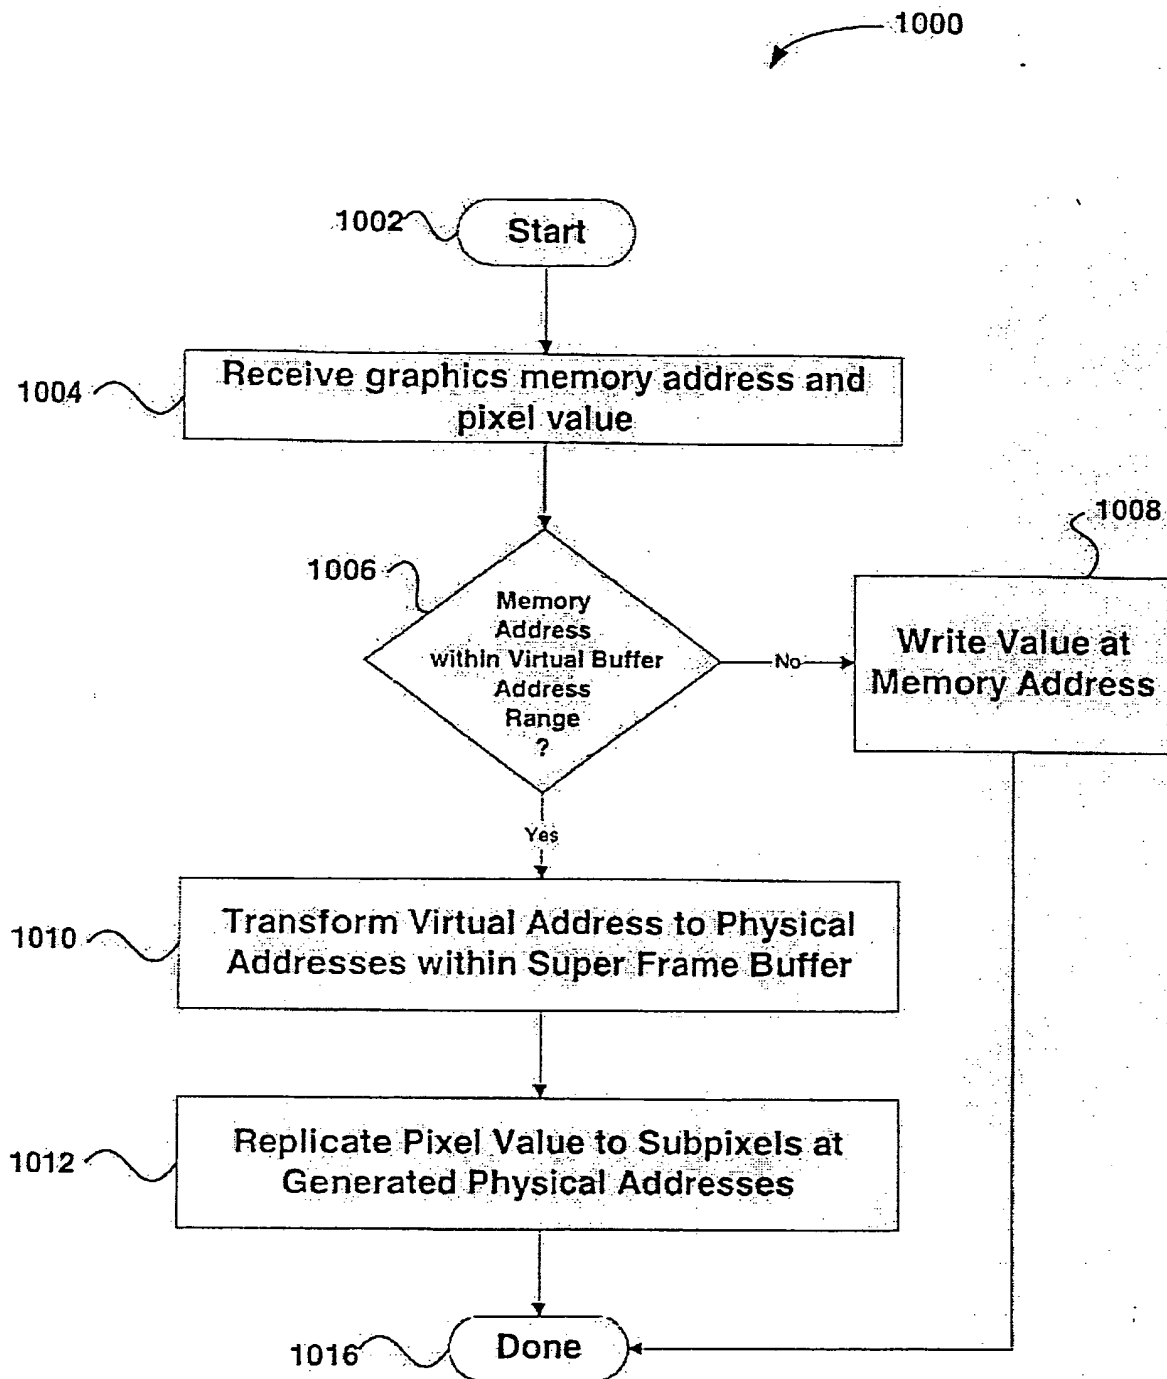 1000
1002
Start
1004
Receive graphics memory address and
pixel value
1006
Memory
Address
within Virtual Buffer
Address
Range
?
No
1008
Write Value at
Memory Address
Yes
1010
Transform Virtual Address to Physical
Addresses within Super Frame Buffer
1012
Replicate Pixel Value to Subpixels at
Generated Physical Addresses
1016
Done